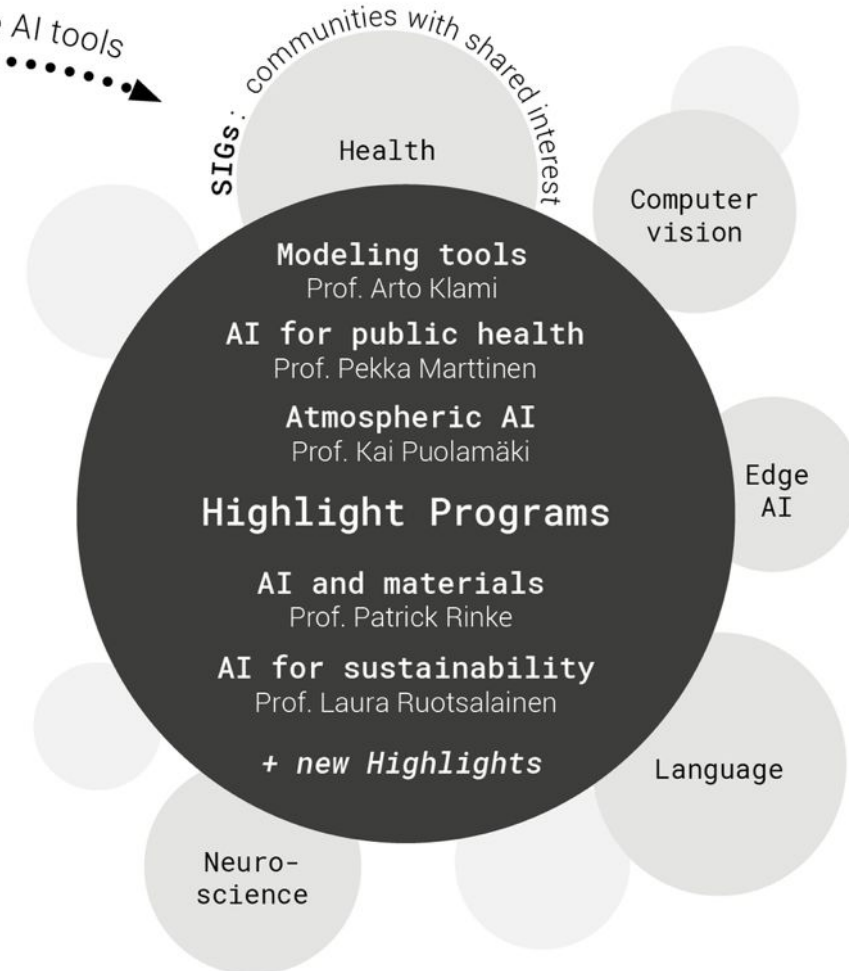 AI tools
SIGs: communities with shared interest
Health
Computer
vision
Modeling tools
Prof. Arto Klami
AI for public health
Prof. Pekka Marttinen
Atmospheric AI
Prof. Kai Puolamäki
Edge
AI
Highlight Programs
AI and materials
Prof. Patrick Rinke
AI for sustainability
Prof. Laura Ruotsalainen
+ new Highlights
Language
Neuro-
science